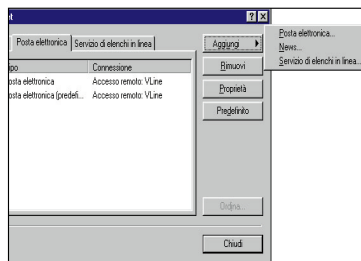 et
Posta elettronica
Servizio di elenchi in linea
Aggiungi
Posta elettronica...
News...
Servizio di elenchi in linea...
po
Connessione
osta elettronica
Accesso remoto: VLine
osta elettronica (predefi...
Accesso remoto: VLine
Rimuovi
Proprietà
Predefinito
Ordina...
Chiudi